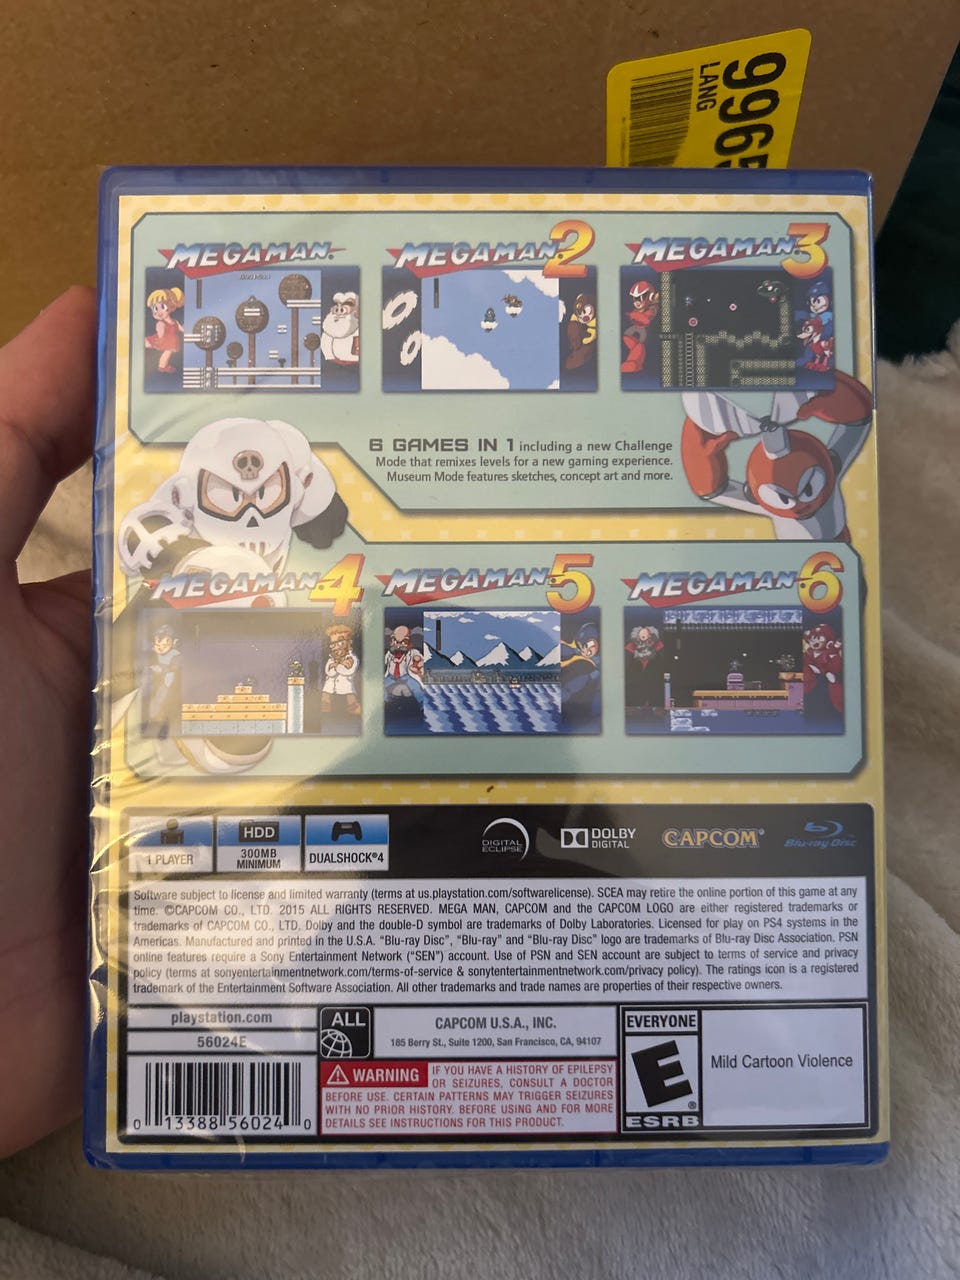 9965
LANG
MEGAMAN
MEGAMAN 2
MEGAMAN 3
6 GAMES IN 1 including a new Challenge
Mode that remixes levels for a new gaming experience.
Museum Mode features sketches, concept art and more.
MEGAMAN 4
MEGAMAN 5
MEGAMAN 6
1 PLAYER
HDD
300MB
MINIMUM
DUALSHOCK®4
DIGITAL
ECLIPSE
DOLBY
DIGITAL
CAPCOM®
Blu-ray Disc
Software subject to license and limited warranty (terms at us.playstation.com/softwarelicense). SCEA may retire the online portion of this game at any
time. ©CAPCOM CO., LTD. 2015 ALL RIGHTS RESERVED. MEGA MAN, CAPCOM and the CAPCOM LOGO are either registered trademarks or
trademarks of CAPCOM CO., LTD. Dolby and the double-D symbol are trademarks of Dolby Laboratories. Licensed for play on PS4 systems in the
Americas. Manufactured and printed in the U.S.A. “Blu-ray Disc”, “Blu-ray” and “Blu-ray Disc” logo are trademarks of Blu-ray Disc Association. PSN
online features require a Sony Entertainment Network (“SEN”) account. Use of PSN and SEN account are subject to terms of service and privacy
policy (terms at sonyentertainmentnetwork.com/terms-of-service & sonytentertainmentnetwork.com/privacy policy). The ratings icon is a registered
trademark of the Entertainment Software Association. All other trademarks and trade names are properties of their respective owners.
playstation.com
56024E
0 13388 56024 0
ALL
CAPCOM U.S.A., INC.
185 Berry St., Suite 1200, San Francisco, CA, 94107
WARNING IF YOU HAVE A HISTORY OF EPILEPSY
OR SEIZURES, CONSULT A DOCTOR
BEFORE USE. CERTAIN PATTERNS MAY TRIGGER SEIZURES
WITH NO PRIOR HISTORY. BEFORE USING AND FOR MORE
DETAILS SEE INSTRUCTIONS FOR THIS PRODUCT.
EVERYONE
E
®
ESRB
Mild Cartoon Violence